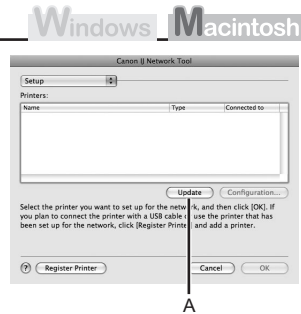 Windows Macintosh
Canon IJ Network Tool
Setup
Printers:
Name Type Connected to
Update Configuration...
Select the printer you want to set up for the network, and then click [OK]. If
you plan to connect the printer with a USB cable or use the printer that has
been set up for the network, click [Register Printer] and add a printer.
? Register Printer Cancel OK
A